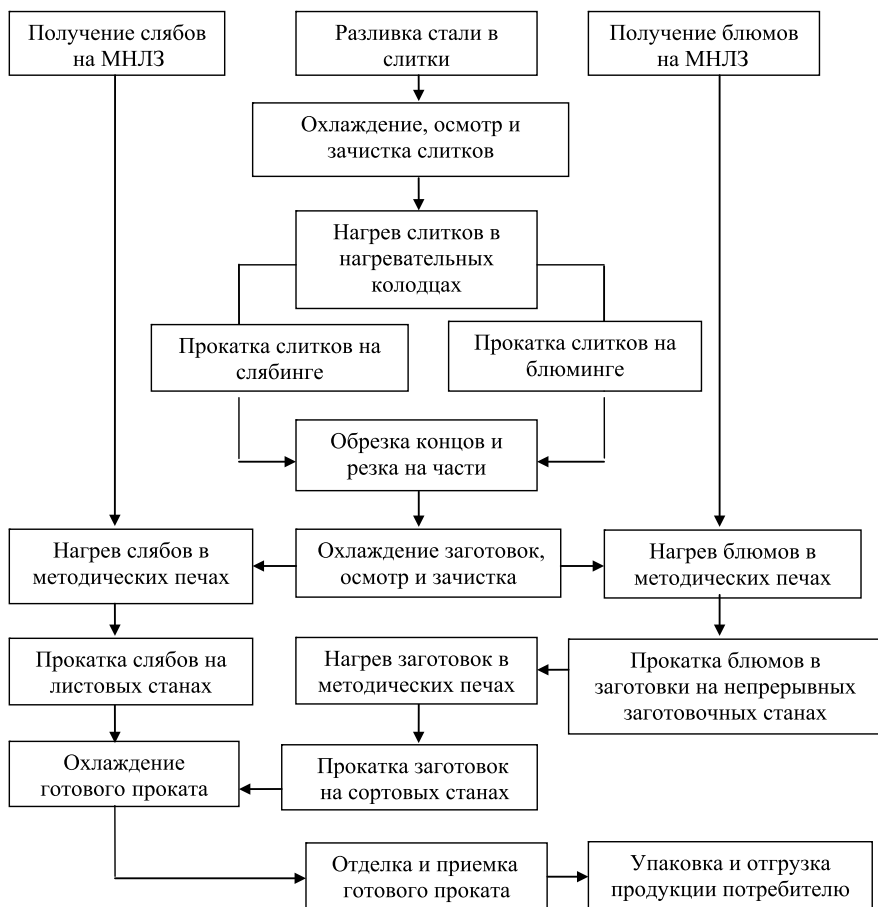 Получение слябов
на МНЛЗ
Разливка стали в
слитки
Получение блюмов
на МНЛЗ
Охлаждение, осмотр и
зачистка слитков
Нагрев слитков в
нагревательных
колодцах
Прокатка слитков на
слябинге
Прокатка слитков на
блюминге
Обрезка концов и
резка на части
Нагрев слябов в
методических печах
Охлаждение заготовок,
осмотр и зачистка
Нагрев блюмов в
методических печах
Прокатка слябов на
листовых станах
Нагрев заготовок в
методических печах
Прокатка блюмов в
заготовки на непрерывных
заготовочных станах
Охлаждение
готового проката
Прокатка заготовок
на сортовых станах
Отделка и приемка
готового проката
Упаковка и отгрузка
продукции потребителю